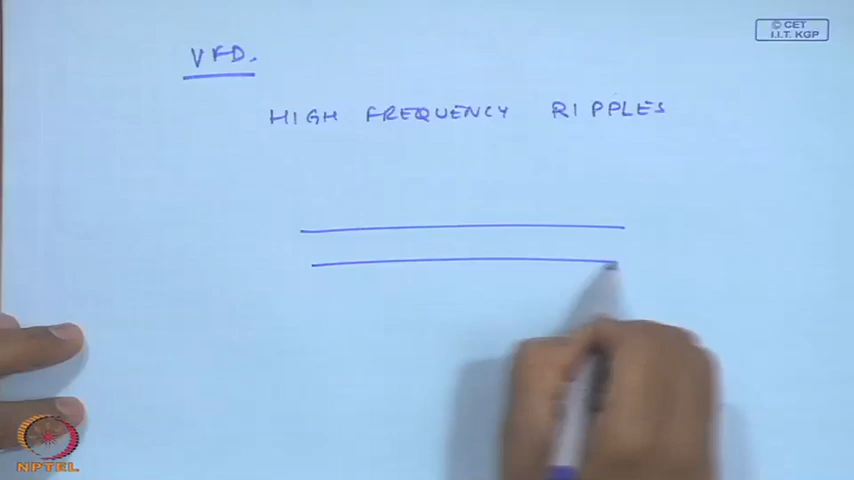 © CET
I.I.T. KGP
VFD.
HIGH FREQUENCY RIPPLES
NPTEL